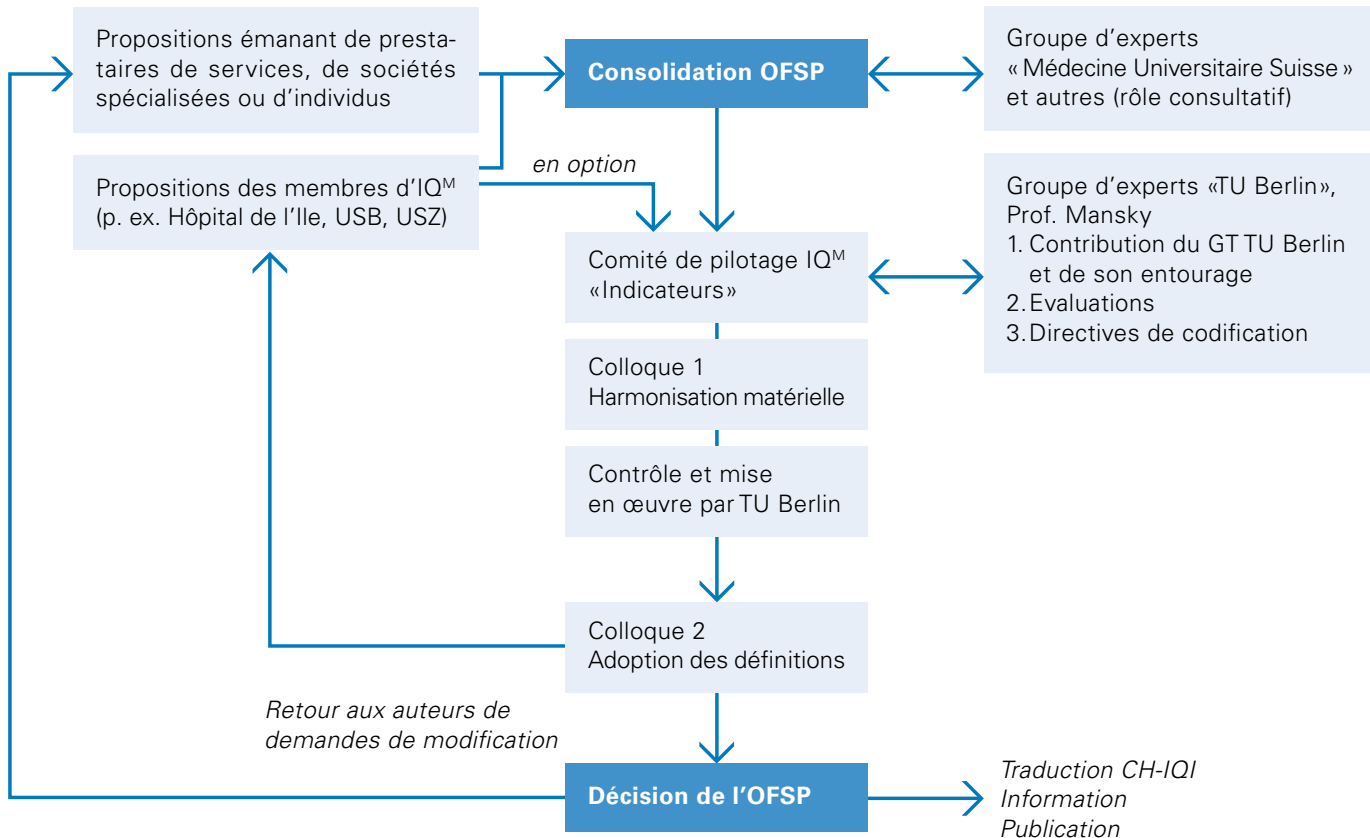 Propositions émanant de presta-
taires de services, de sociétés
spécialisées ou d'individus
Consolidation OFSP
Groupe d'experts
« Médecine Universitaire Suisse »
et autres (rôle consultatif)
Propositions des membres d'IQᴹ
(p. ex. Hôpital de l'Ile, USB, USZ)
en option
Comité de pilotage IQᴹ
«Indicateurs»
Groupe d'experts «TU Berlin»,
Prof. Mansky
1. Contribution du GT TU Berlin
et de son entourage
2. Evaluations
3. Directives de codification
Colloque 1
Harmonisation matérielle
Contrôle et mise
en œuvre par TU Berlin
Colloque 2
Adoption des définitions
Retour aux auteurs de
demandes de modification
Décision de l'OFSP
Traduction CH-IQI
Information
Publication